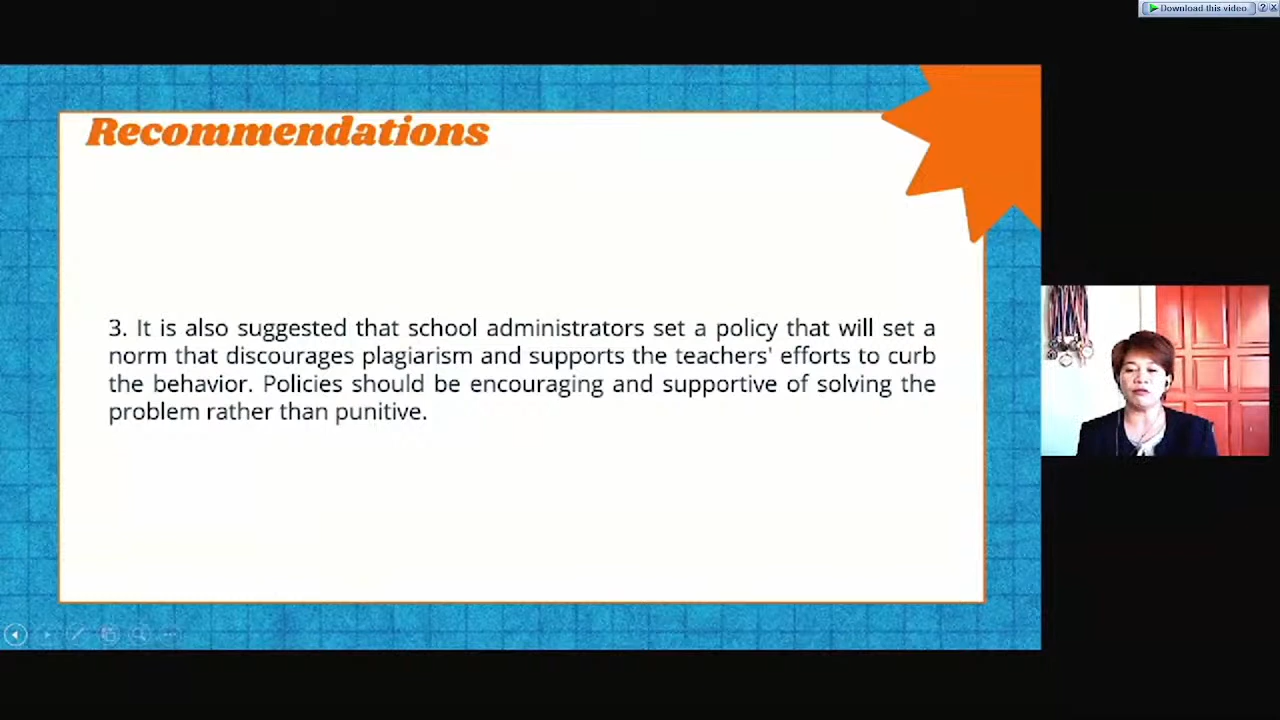 Download this video
Recommendations
3. It is also suggested that school administrators set a policy that will set a
norm that discourages plagiarism and supports the teachers' efforts to curb
the behavior. Policies should be encouraging and supportive of solving the
problem rather than punitive.